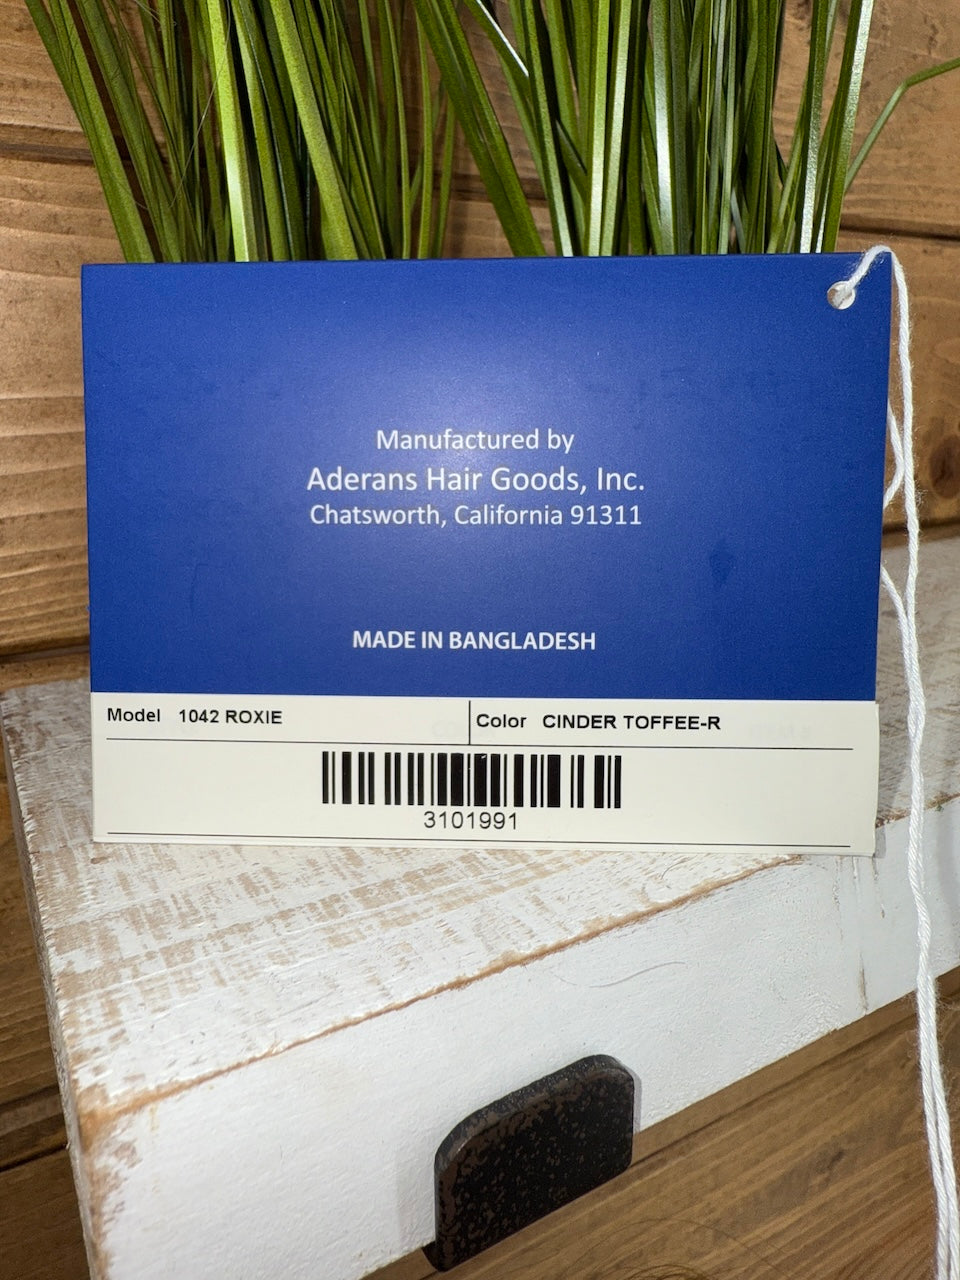 Manufactured by
Aderans Hair Goods, Inc.
Chatsworth, California 91311
MADE IN BANGLADESH
Model 1042 ROXIE
Color CINDER TOFFEE-R
3101991